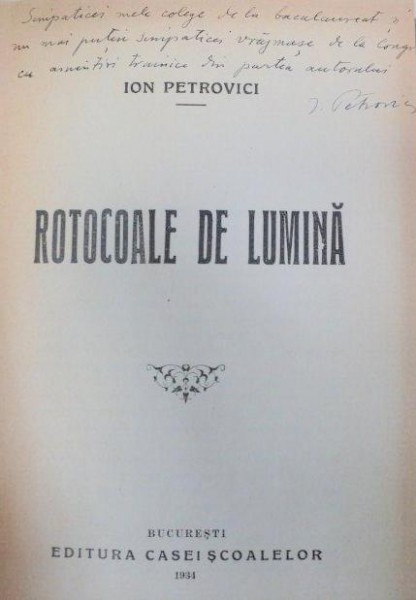 Simpaticei mele colege de la bacalaureat și
nu mai puțin simpaticei vrăjmașe de la
cu amintiri trainice din partea autorului
I. Petrovici
ION PETROVICI
ROTOCOALE DE LUMINĂ
BUCUREȘTI
EDITURA CASEI ȘCOALELOR
1934